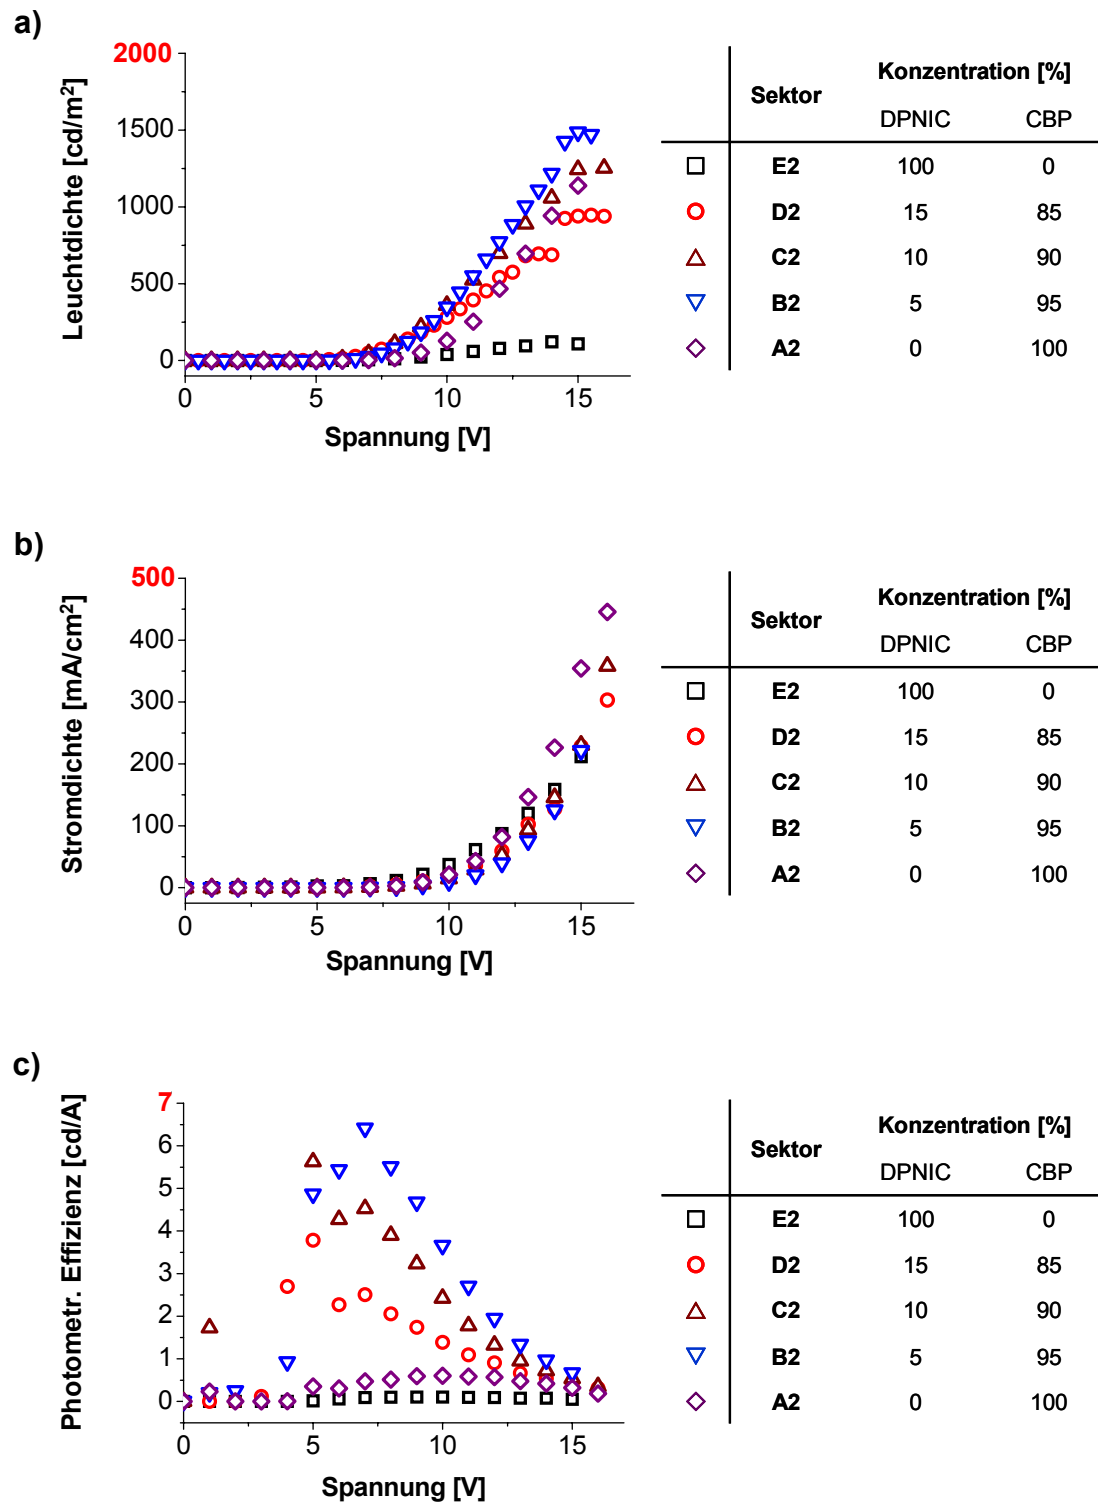 a)
2000
1500
1000
500
0
0 5 10 15
Leuchtdichte [cd/m²]
Spannung [V]
Sektor Konzentration [%]
DPNIC CBP
E2 100 0
D2 15 85
C2 10 90
B2 5 95
A2 0 100
b)
500
400
300
200
100
0
0 5 10 15
Stromdichte [mA/cm²]
Spannung [V]
Sektor Konzentration [%]
DPNIC CBP
E2 100 0
D2 15 85
C2 10 90
B2 5 95
A2 0 100
c)
7
6
5
4
3
2
1
0
0 5 10 15
Photometr. Effizienz [cd/A]
Spannung [V]
Sektor Konzentration [%]
DPNIC CBP
E2 100 0
D2 15 85
C2 10 90
B2 5 95
A2 0 100